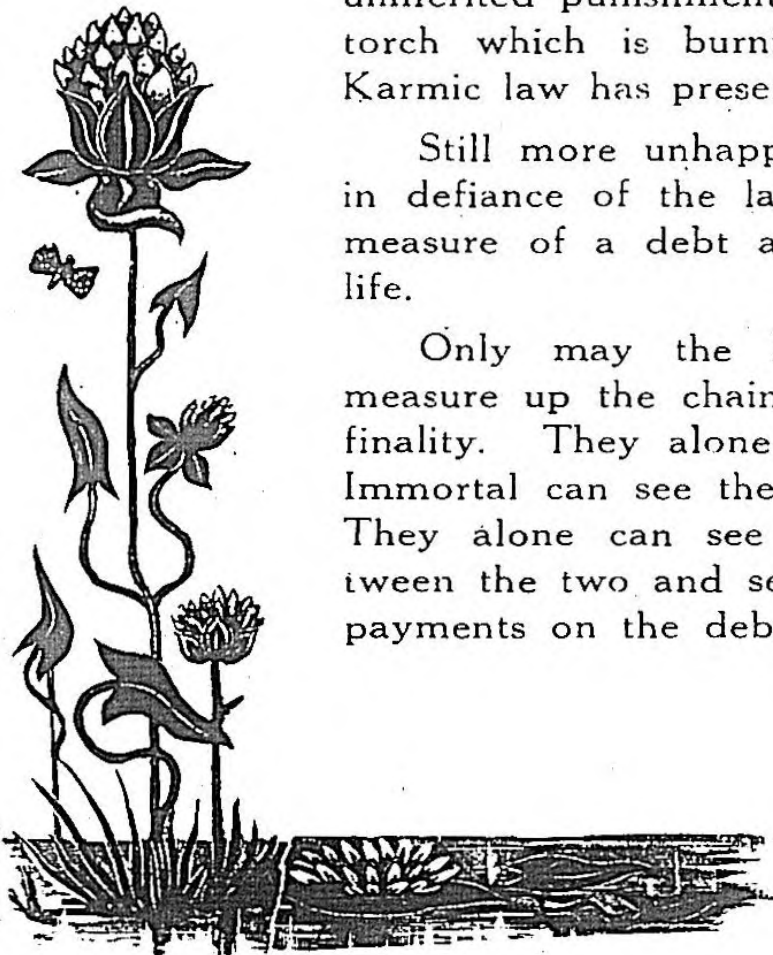 uninherited punishment
torch which is burn
Karmic law has prese
Still more unhapp
in defiance of the la
measure of a debt a
life.
Only may the
measure up the chain
finality. They alone
Immortal can see the
They alone can see
tween the two and se
payments on the deb